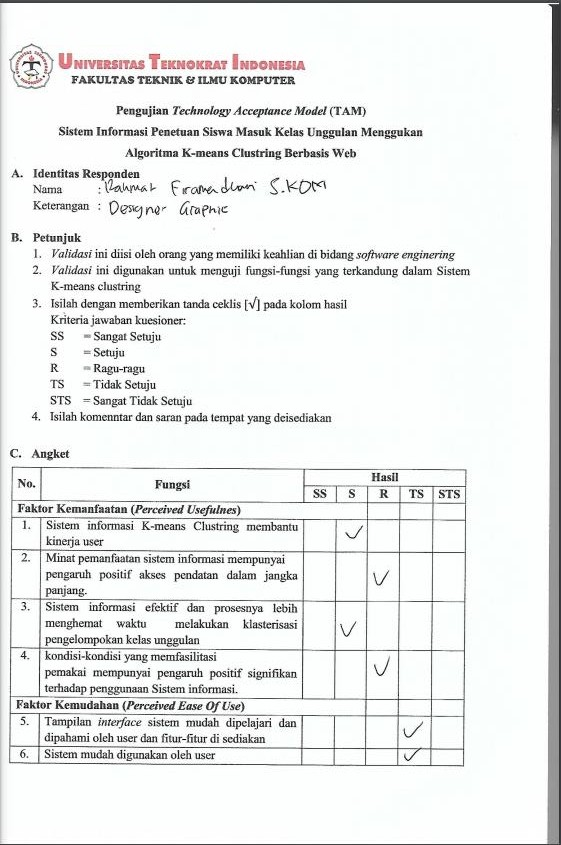 UNIVERSITAS TEKNOKRAT INDONESIA
FAKULTAS TEKNIK & ILMU KOMPUTER
Pengujian Technology Acceptance Model (TAM)
Sistem Informasi Penetuan Siswa Masuk Kelas Unggulan Menggukan
Algoritma K-means Clustring Berbasis Web
A. Identitas Responden
Nama : Rahmat S.KOM
Keterangan : Designer Graphic
B. Petunjuk
1. Validasi ini diisi oleh orang yang memiliki keahlian di bidang software enginering
2. Validasi ini digunakan untuk menguji fungsi-fungsi yang terkandung dalam Sistem
K-means clustring
3. Isilah dengan memberikan tanda ceklis [√] pada kolom hasil
Kriteria jawaban kuesioner:
SS = Sangat Setuju
S = Setuju
R = Ragu-ragu
TS = Tidak Setuju
STS = Sangat Tidak Setuju
4. Isilah komenntar dan saran pada tempat yang deisediakan
C. Angket
No. Fungsi Hasil
SS S R TS STS
Faktor Kemanfaatan (Perceived Usefulnes)
1. Sistem informasi K-means Clustring membantu
kinerja user ✓
2. Minat pemanfaatan sistem informasi mempunyai
pengaruh positif akses pendatan dalam jangka ✓
panjang.
3. Sistem informasi efektif dan prosesnya lebih
menghemat waktu melakukan klasterisasi ✓
pengelompokan kelas unggulan
4. kondisi-kondisi yang memfasilitasi
pemakai mempunyai pengaruh positif signifikan ✓
terhadap penggunaan Sistem informasi.
Faktor Kemudahan (Perceived Ease Of Use)
5. Tampilan interface sistem mudah dipelajari dan
dipahami oleh user dan fitur-fitur di sediakan ✓
6. Sistem mudah digunakan oleh user ✓